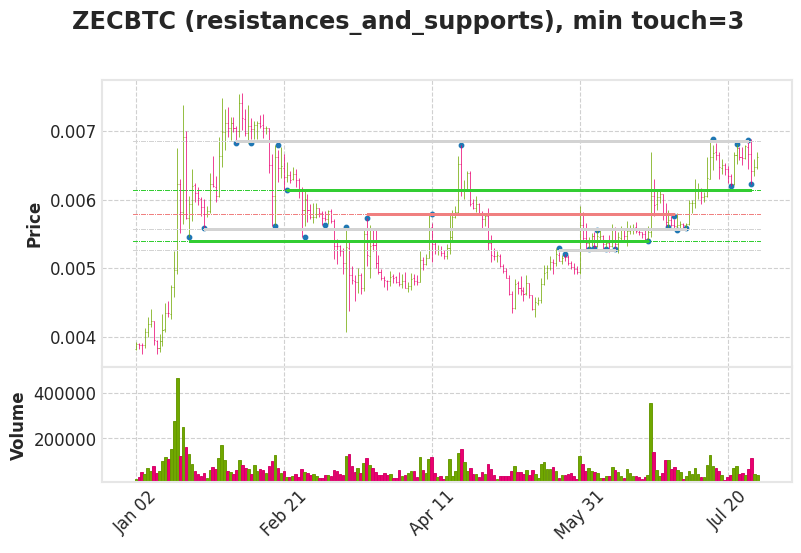 ZECBTC (resistances_and_supports), min touch=3
Price
0.007
0.006
0.005
0.004
Volume
400000
200000
Jan 02
Feb 21
Apr 11
May 31
Jul 20